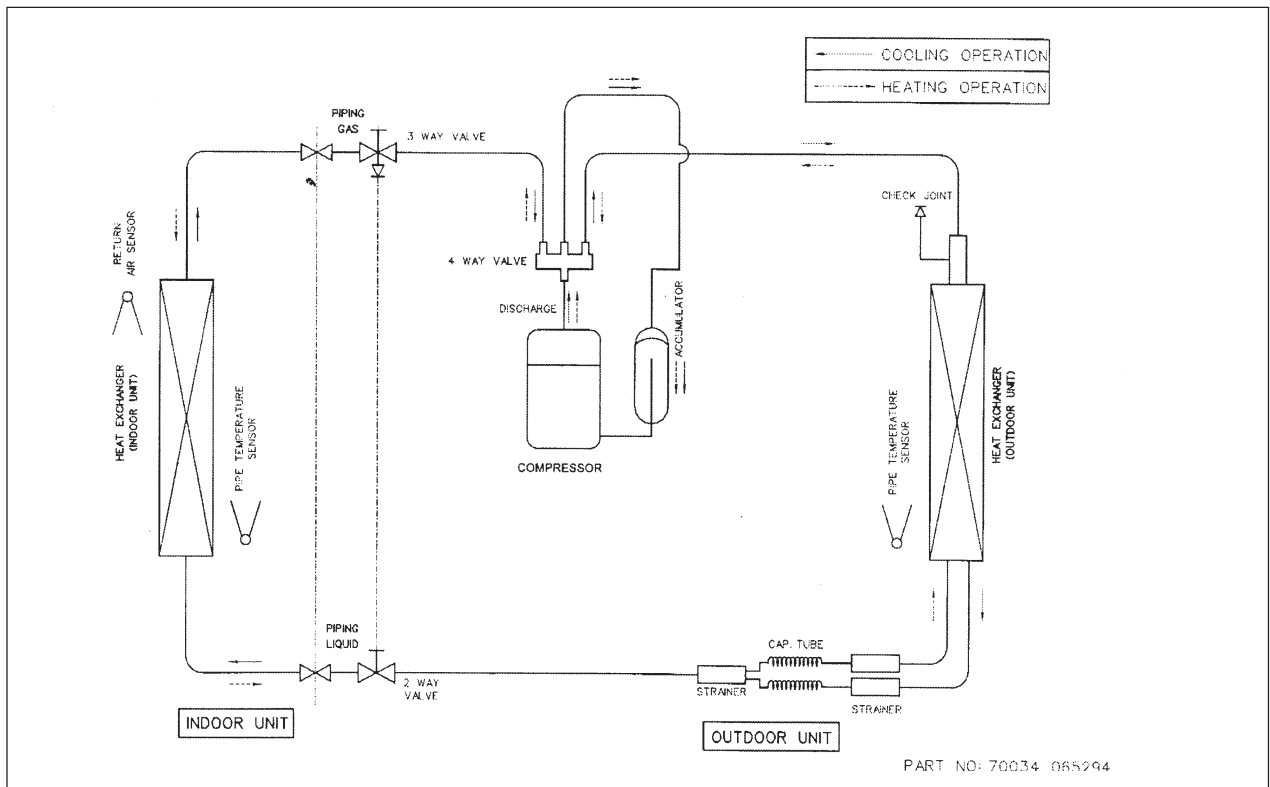 COOLING OPERATION
HEATING OPERATION
PIPING
GAS
3 WAY VALVE
CHECK JOINT
RETURN
AIR SENSOR
4 WAY VALVE
DISCHARGE
ACCUMULATOR
HEAT EXCHANGER
(INDOOR UNIT)
PIPE TEMPERATURE
SENSOR
COMPRESSOR
PIPE TEMPERATURE
SENSOR
HEAT EXCHANGER
(OUTDOOR UNIT)
PIPING
LIQUID
2 WAY
VALVE
CAP. TUBE
STRAINER
STRAINER
INDOOR UNIT
OUTDOOR UNIT
PART NO: 70034 065294